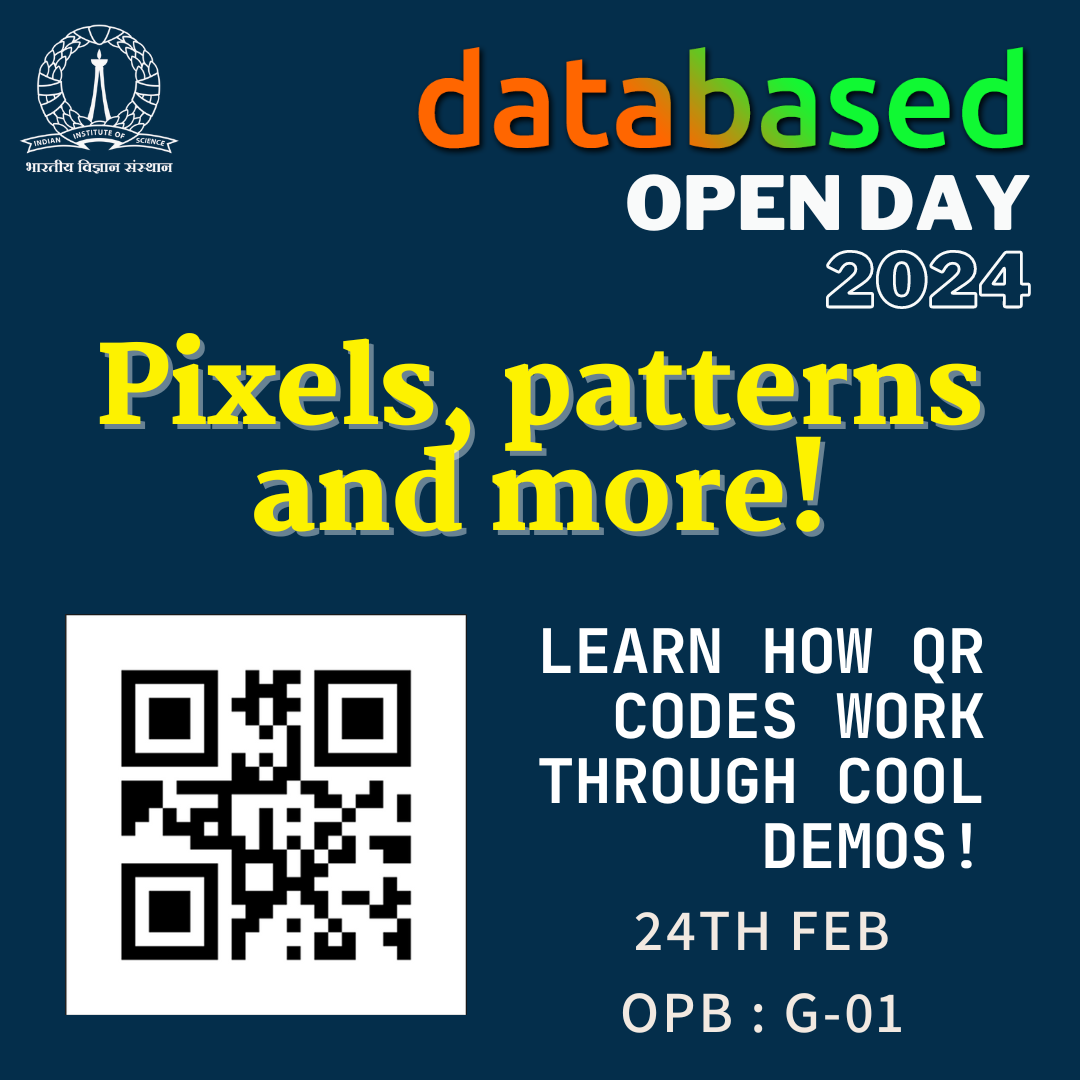 INDIAN INSTITUTE OF SCIENCE
भारतीय विज्ञान संस्थान
databased
OPEN DAY
2024
Pixels, patterns
and more!
LEARN HOW QR
CODES WORK
THROUGH COOL
DEMOS!
24TH FEB
OPB : G-01